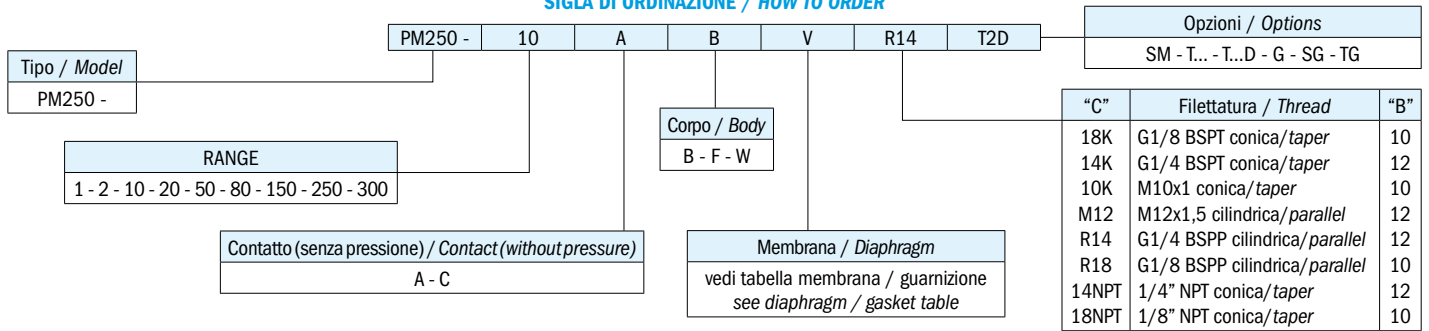 SIGLA DI ORDINAZIONE / HOW TO ORDER
PM250 - 10 A B V R14 T2D
Opzioni / Options
SM - T... - T...D - G - SG - TG
Tipo / Model
PM250 -
RANGE
1 - 2 - 10 - 20 - 50 - 80 - 150 - 250 - 300
Contatto (senza pressione) / Contact (without pressure)
A - C
Corpo / Body
B - F - W
Membrana / Diaphragm
vedi tabella membrana / guarnizione
see diaphragm / gasket table
“C” Filettatura / Thread “B”
18K G1/8 BSPT conica/taper 10
14K G1/4 BSPT conica/taper 12
10K M10x1 conica/taper 10
M12 M12x1,5 cilindrica/parallel 12
R14 G1/4 BSPP cilindrica/parallel 12
R18 G1/8 BSPP cilindrica/parallel 10
14NPT 1/4” NPT conica/taper 12
18NPT 1/8” NPT conica/taper 10